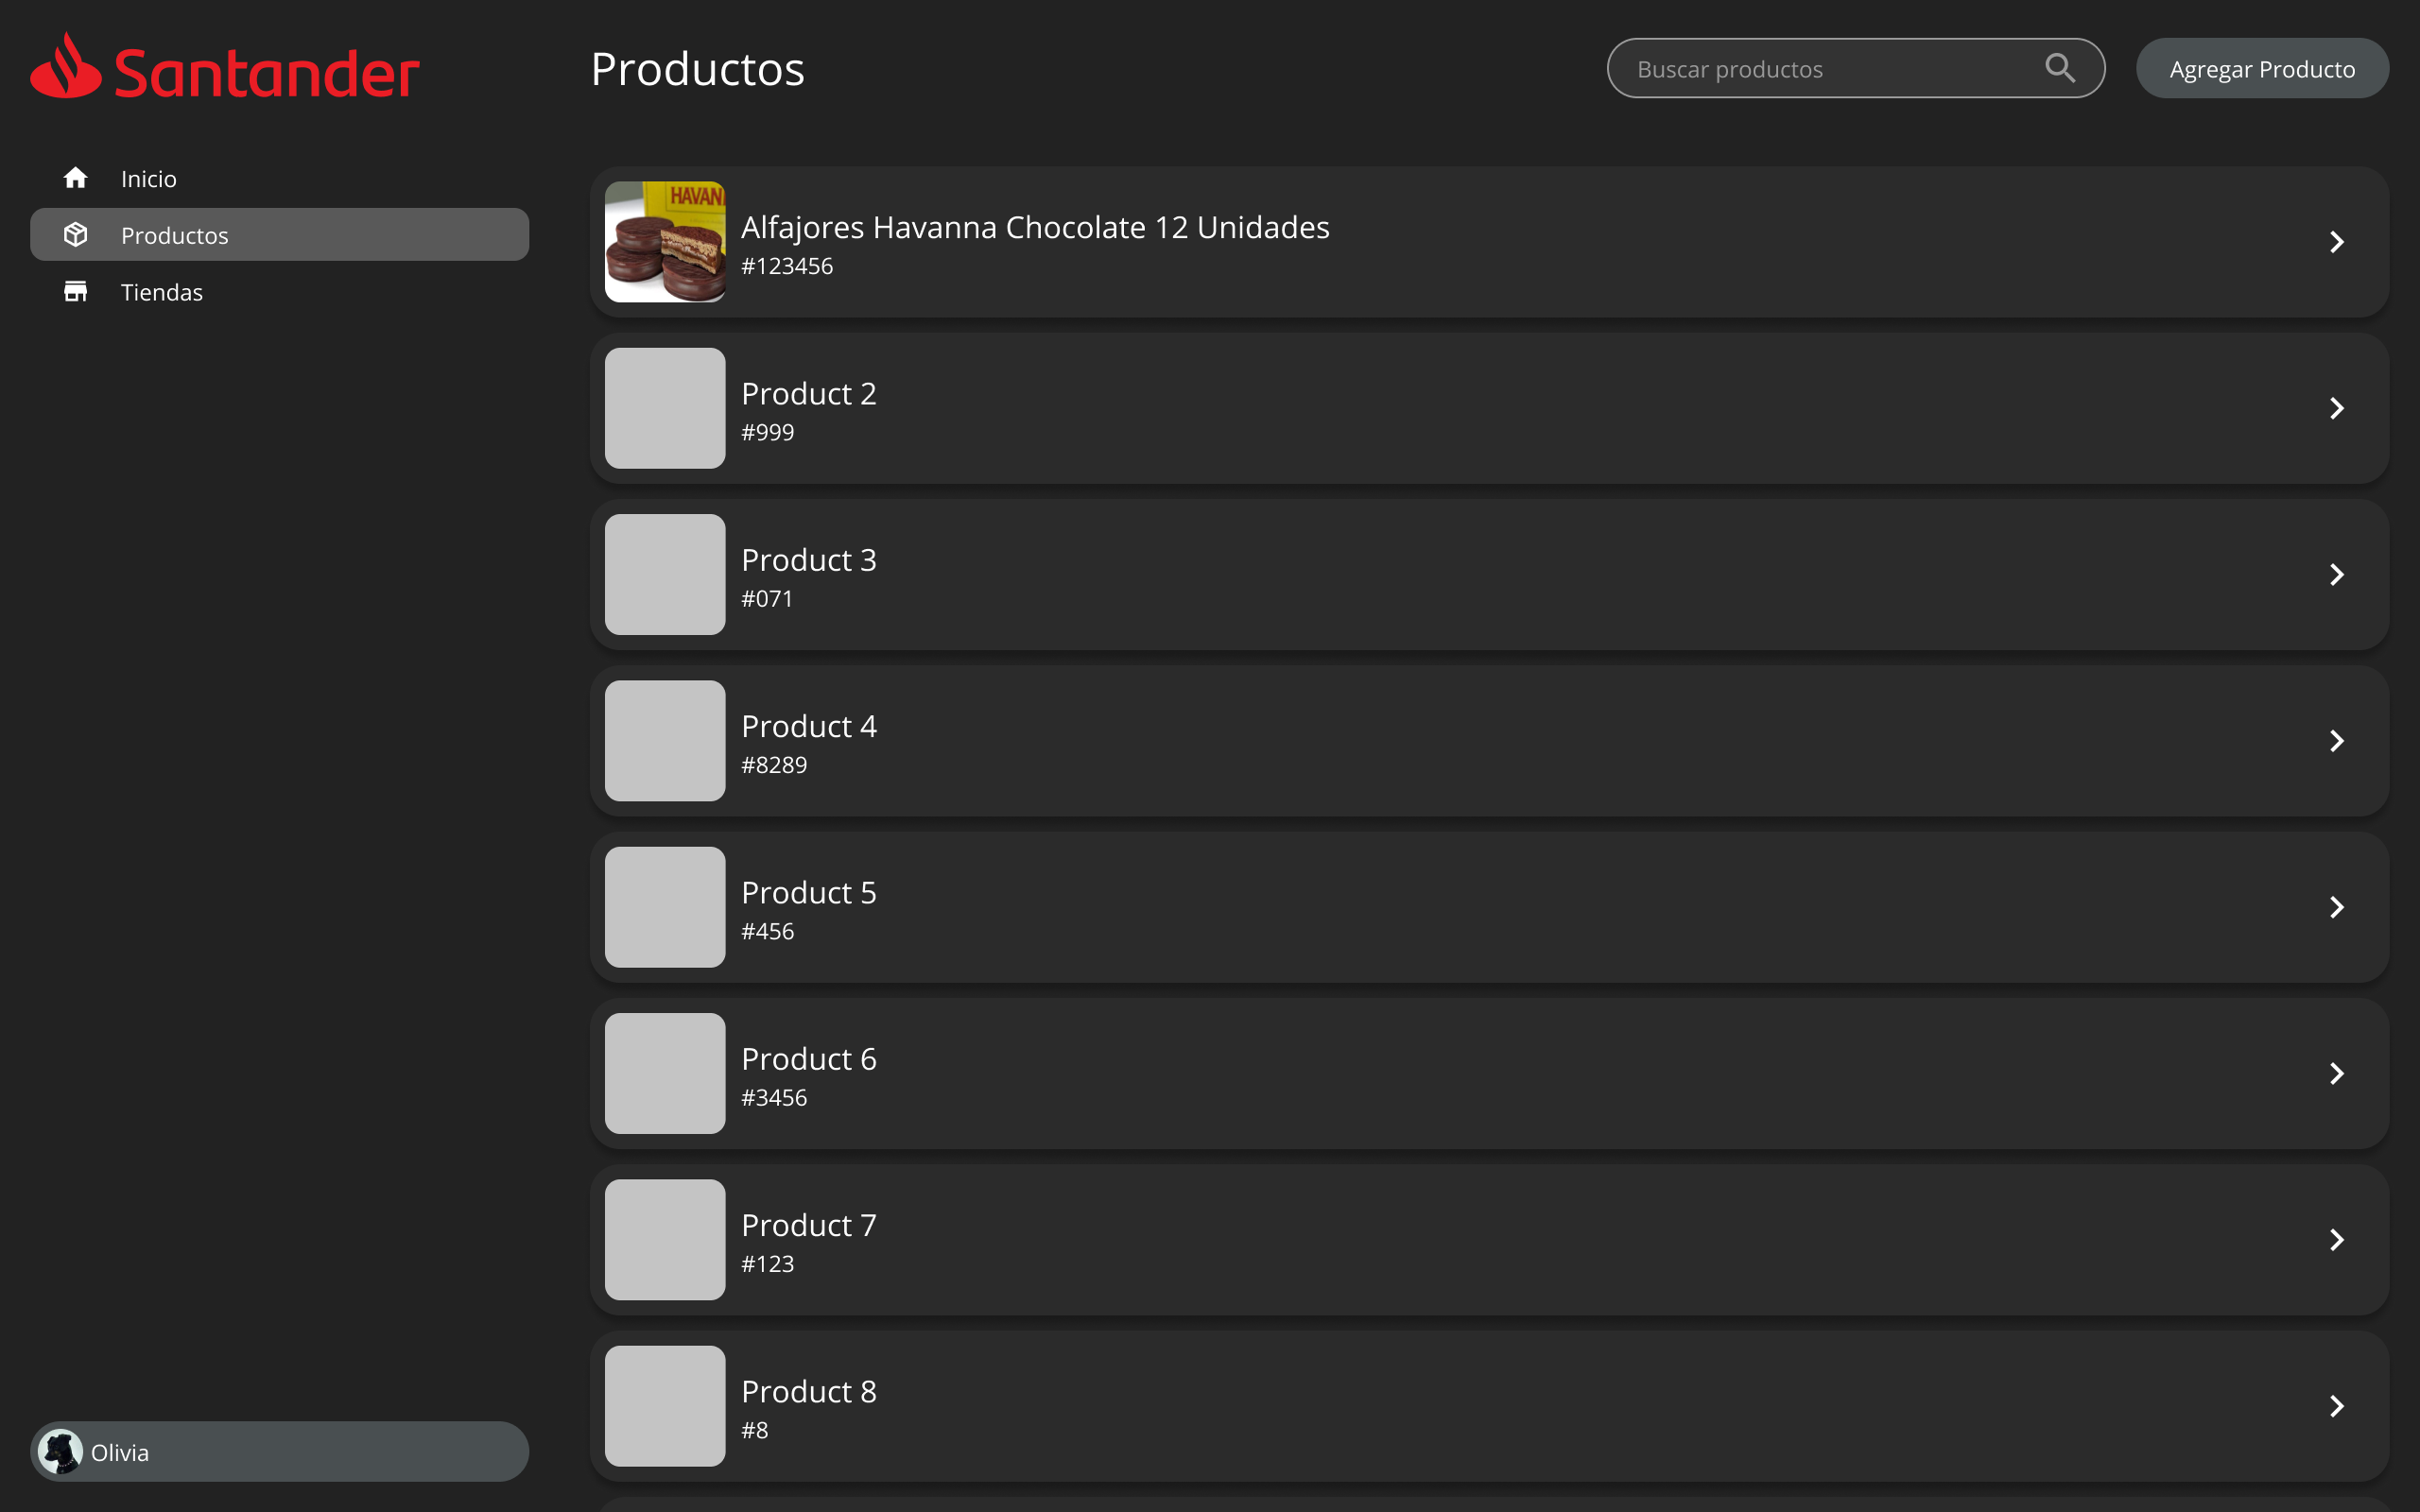 Santander
Productos
Buscar productos
Agregar Producto
Inicio
Productos
Tiendas
HAVAN
Alfajores Havanna Chocolate 12 Unidades
#123456
Product 2
#999
Product 3
#071
Product 4
#8289
Product 5
#456
Product 6
#3456
Product 7
#123
Product 8
#8
Olivia